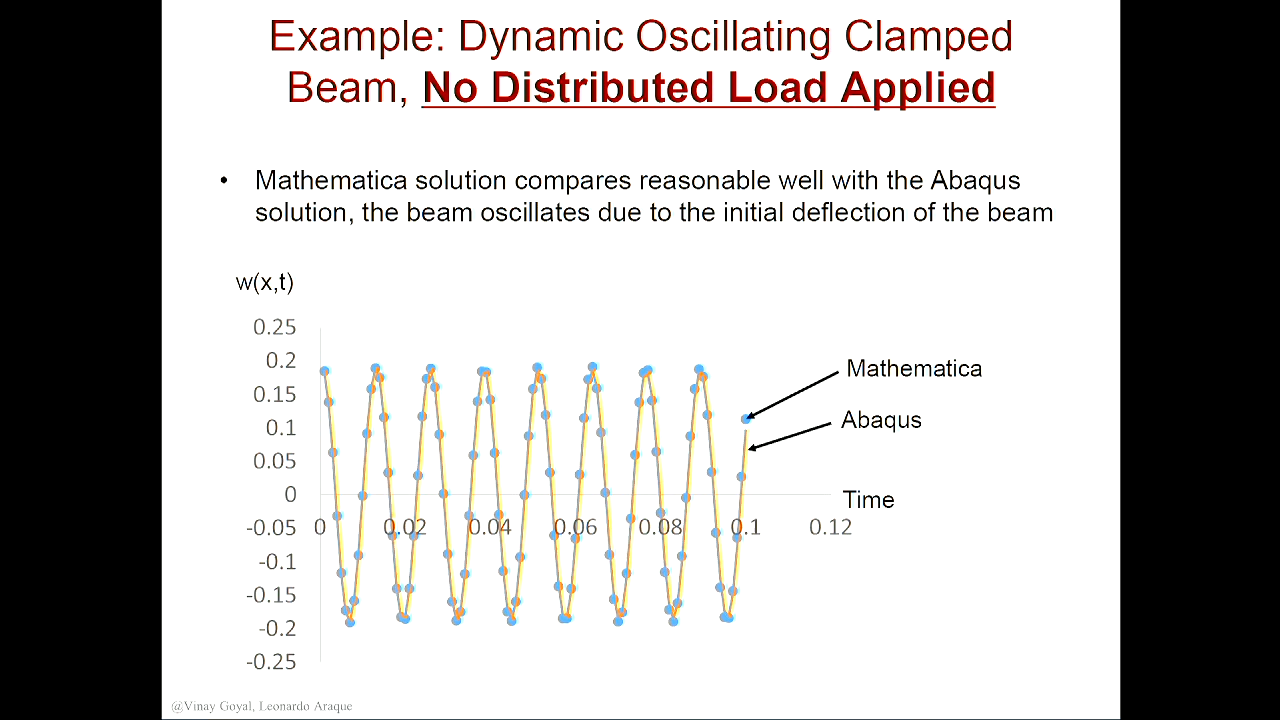 Example: Dynamic Oscillating Clamped
Beam, No Distributed Load Applied
• Mathematica solution compares reasonable well with the Abaqus
solution, the beam oscillates due to the initial deflection of the beam
w(x,t)
0.25
0.2
0.15
0.1
0.05
0
-0.05
-0.1
-0.15
-0.2
-0.25
0 0.02 0.04 0.06 0.08 0.1 0.12
Mathematica
Abaqus
Time
@Vinay Goyal, Leonardo Araque